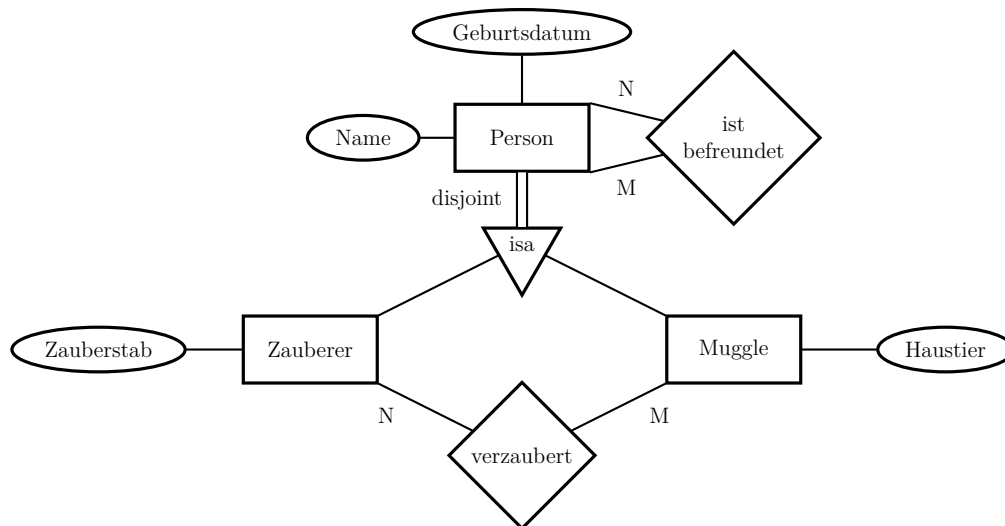 Geburtsdatum
N
Name
Person
ist
befreundet
M
disjoint
isa
Zauberstab
Zauberer
Muggle
Haustier
N
M
verzaubert